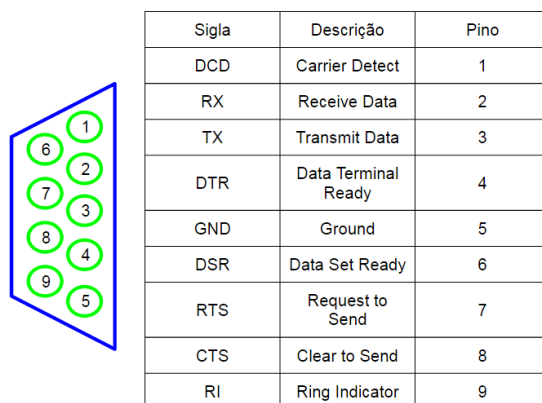 1
6
2
7
3
8
4
9
5
Sigla Descrição Pino
DCD Carrier Detect 1
RX Receive Data 2
TX Transmit Data 3
DTR Data Terminal
Ready 4
GND Ground 5
DSR Data Set Ready 6
RTS Request to
Send 7
CTS Clear to Send 8
RI Ring Indicator 9